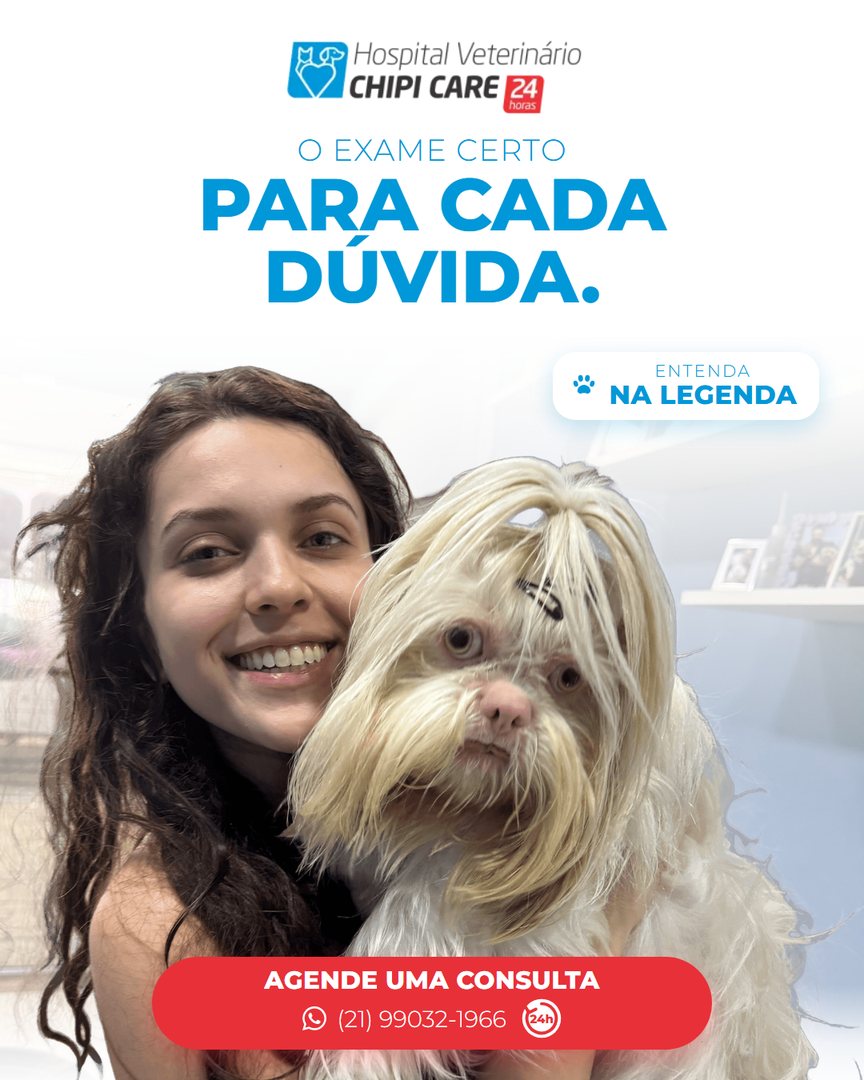 Hospital Veterinário
CHIPI CARE 24 horas
O EXAME CERTO
PARA CADA
DÚVIDA.
ENTENDA
NA LEGENDA
AGENDE UMA CONSULTA
(21) 99032-1966 24h